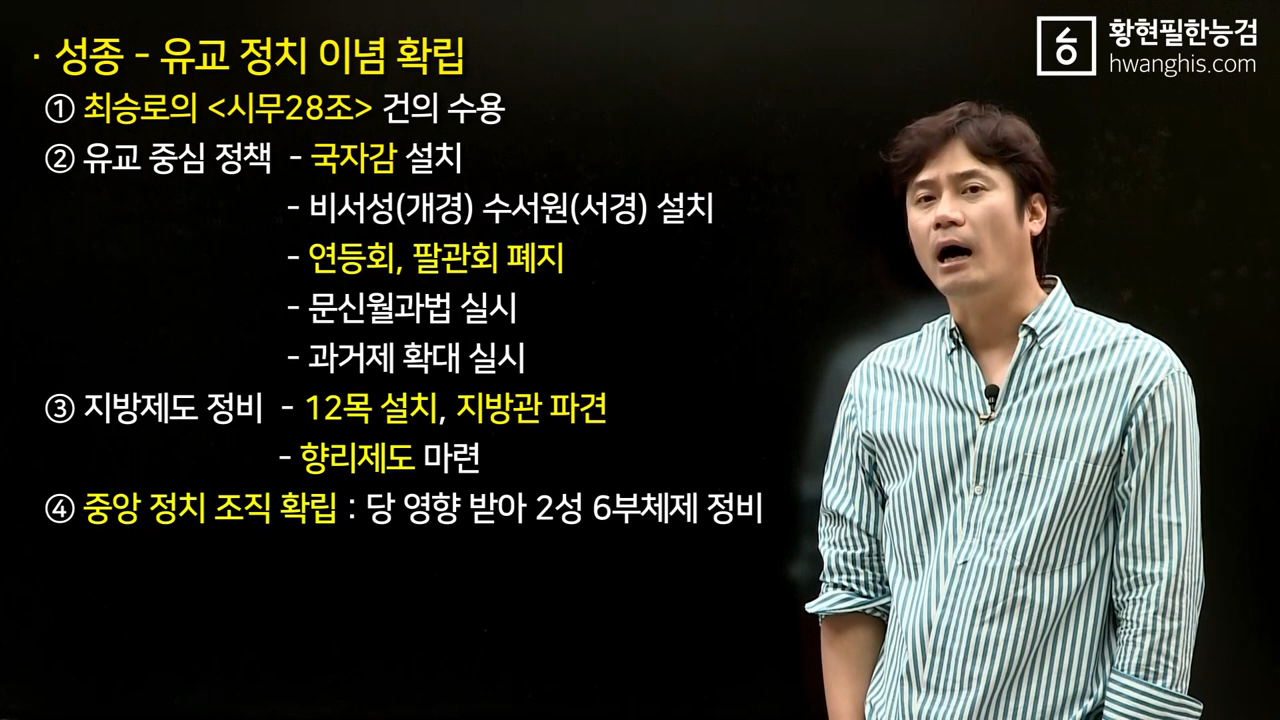 · 성종 - 유교 정치 이념 확립
① 최승로의 <시무28조> 건의 수용
② 유교 중심 정책 - 국자감 설치
- 비서성(개경) 수서원(서경) 설치
- 연등회, 팔관회 폐지
- 문신월과법 실시
- 과거제 확대 실시
③ 지방제도 정비 - 12목 설치, 지방관 파견
- 향리제도 마련
④ 중앙 정치 조직 확립 : 당 영향 받아 2성 6부체제 정비
황현필한능검
hwanghis.com